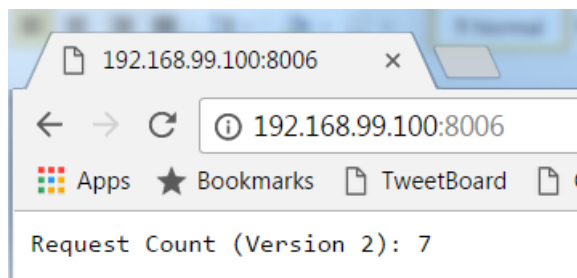 192.168.99.100:8006
192.168.99.100:8006
Apps Bookmarks TweetBoard
Request Count (Version 2): 7